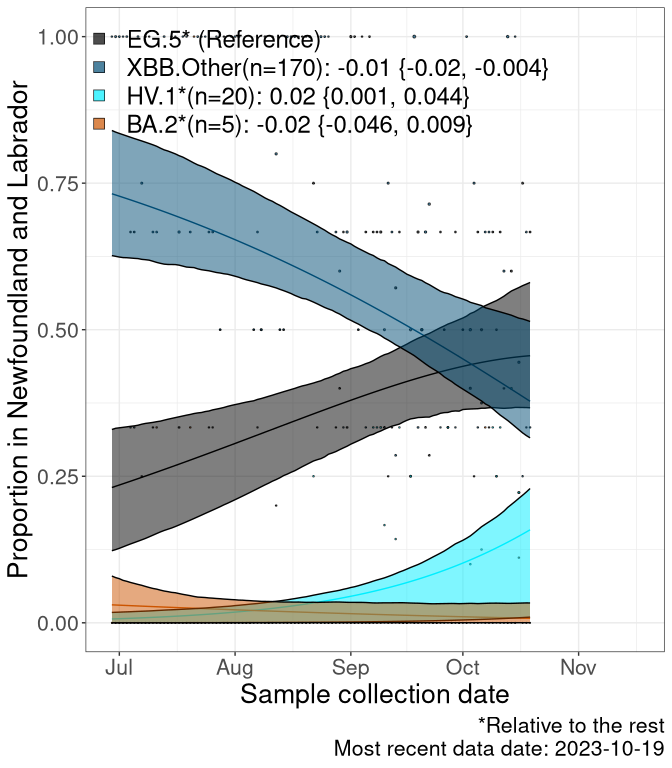 EG.5* (Reference)
XBB.Other(n=170): -0.01 {-0.02, -0.004}
HV.1*(n=20): 0.02 {0.001, 0.044}
BA.2*(n=5): -0.02 {-0.046, 0.009}
Proportion in Newfoundland and Labrador
1.00
0.75
0.50
0.25
0.00
Jul Aug Sep Oct Nov
Sample collection date
*Relative to the rest
Most recent data date: 2023-10-19